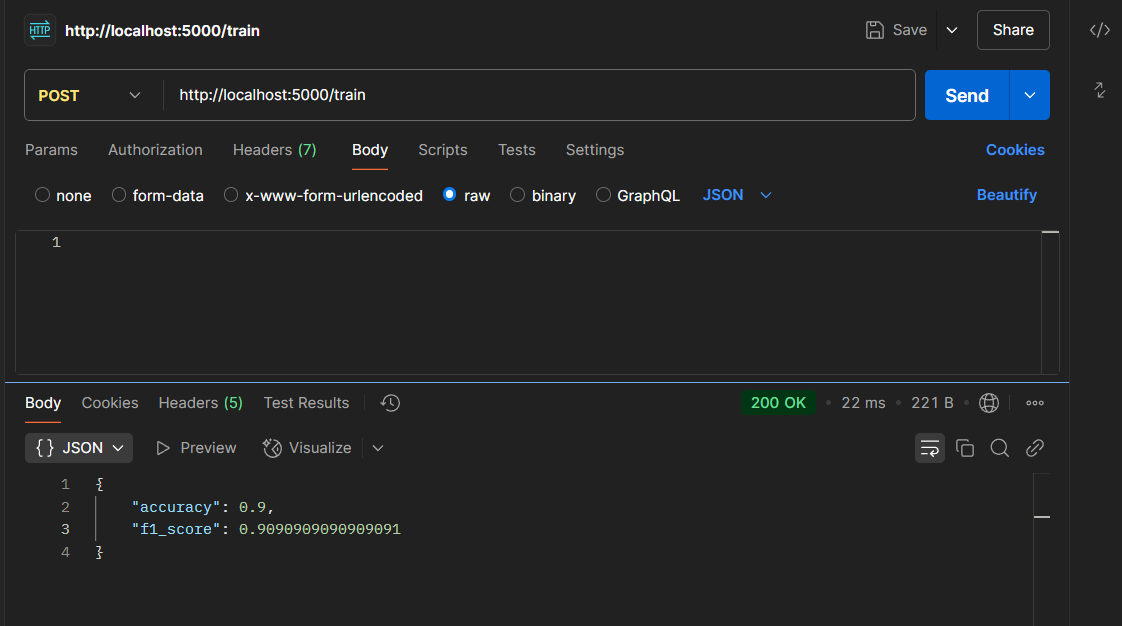 HTTP http://localhost:5000/train Save Share
POST http://localhost:5000/train Send
Params Authorization Headers (7) Body Scripts Tests Settings Cookies
none form-data x-www-form-urlencoded raw binary GraphQL JSON Beautify
1
Body Cookies Headers (5) Test Results 200 OK • 22 ms • 221 B •
{} JSON Preview Visualize
1 {
2 "accuracy": 0.9,
3 "f1_score": 0.9090909090909091
4 }